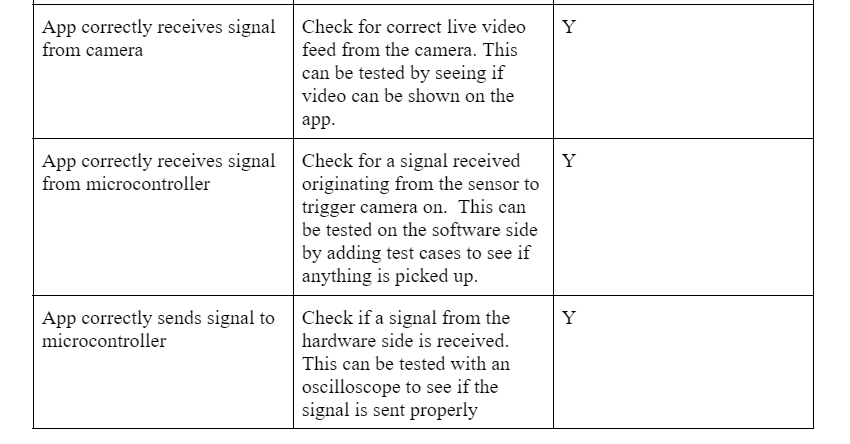 App correctly receives signal
from camera
Check for correct live video
feed from the camera. This
can be tested by seeing if
video can be shown on the
app.
Y
App correctly receives signal
from microcontroller
Check for a signal received
originating from the sensor to
trigger camera on.  This can
be tested on the software side
by adding test cases to see if
anything is picked up.
Y
App correctly sends signal to
microcontroller
Check if a signal from the
hardware side is received.
This can be tested with an
oscilloscope to see if the
signal is sent properly
Y